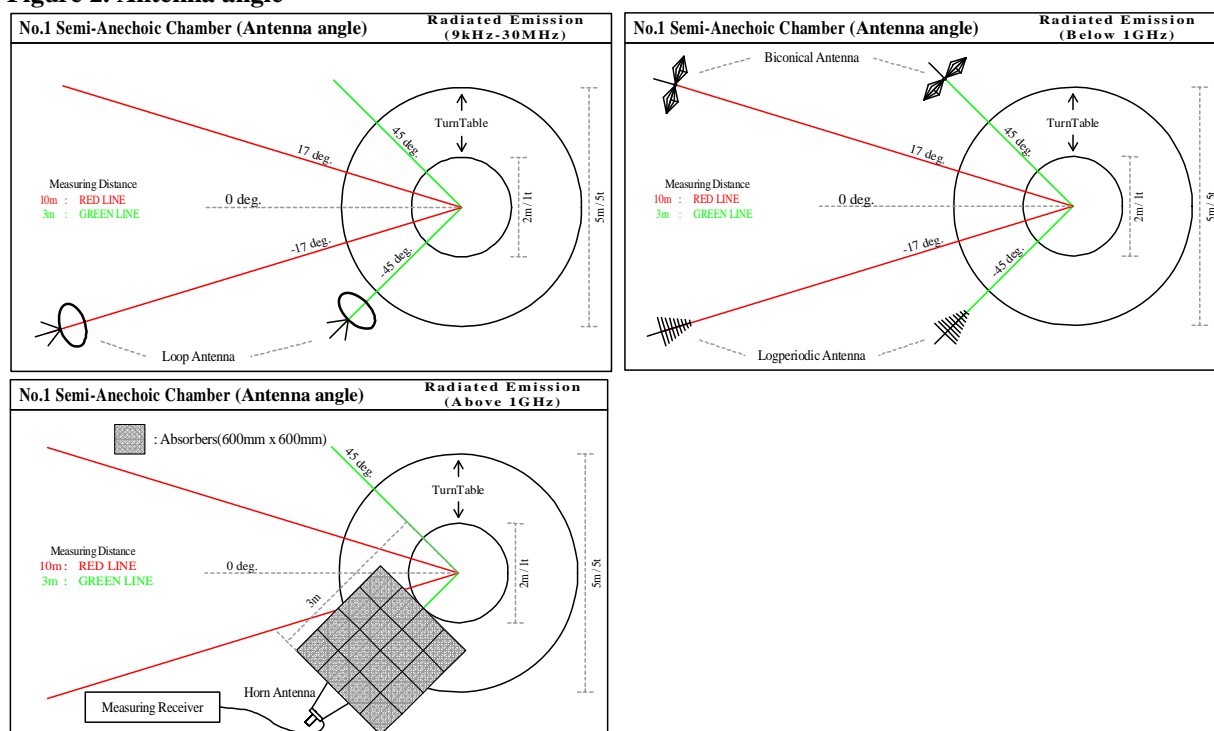 Figure 2. Antenna angle
No.1 Semi-Anechoic Chamber (Antenna angle)
Radiated Emission
(9kHz-30MHz)
45 deg.
TurnTable
17 deg.
Measuring Distance
10m : RED LINE
3m : GREEN LINE
0 deg.
2m / 1t
5m / 5t
-17 deg.
-45 deg.
Loop Antenna
No.1 Semi-Anechoic Chamber (Antenna angle)
Radiated Emission
(Below 1GHz)
Biconical Antenna
45 deg.
TurnTable
17 deg.
Measuring Distance
10m : RED LINE
3m : GREEN LINE
0 deg.
2m / 1t
5m / 5t
-17 deg.
-45 deg.
Logperiodic Antenna
No.1 Semi-Anechoic Chamber (Antenna angle)
Radiated Emission
(Above 1GHz)
: Absorbers(600mm x 600mm)
45 deg.
TurnTable
Measuring Distance
10m : RED LINE
3m : GREEN LINE
0 deg.
2m / 1t
5m / 5t
3m
Horn Antenna
Measuring Receiver